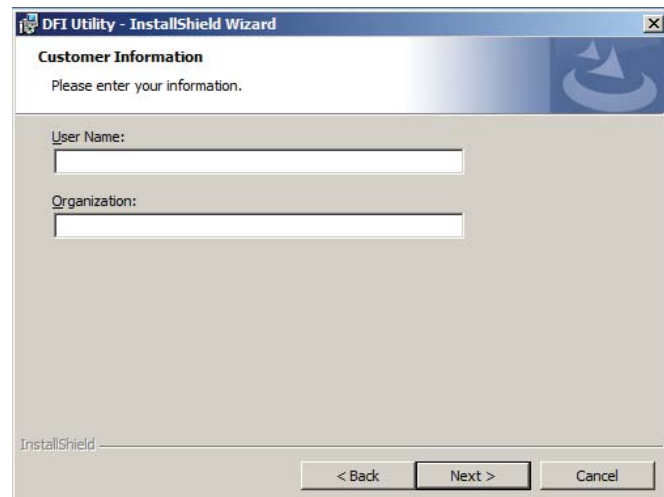 DFI Utility - InstallShield Wizard
Customer Information
Please enter your information.
User Name:
Organization:
InstallShield
< Back Next > Cancel